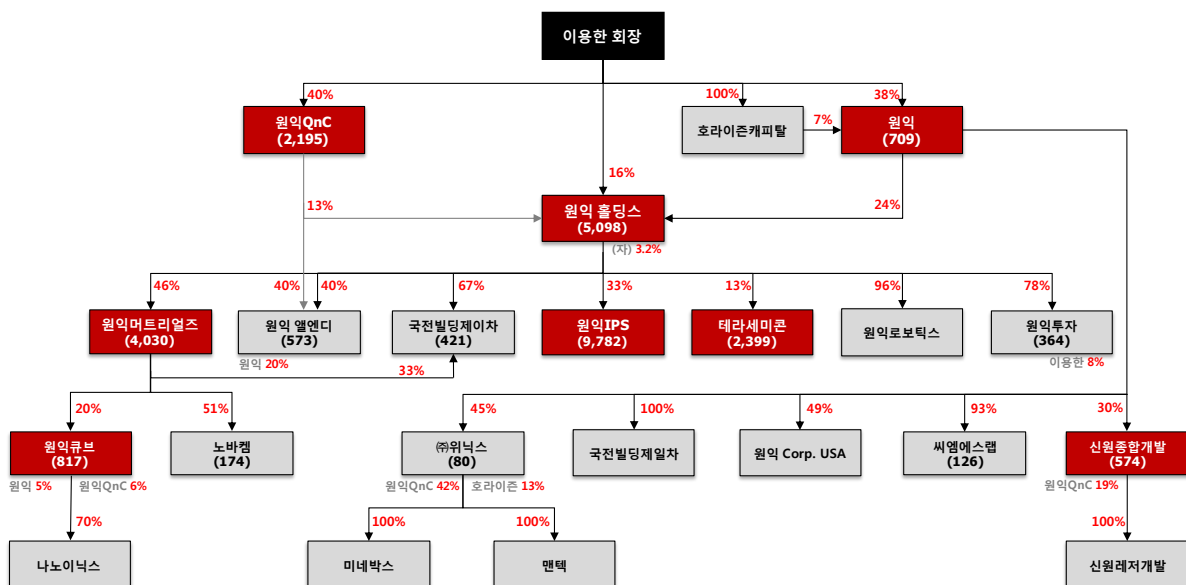 이용한 회장
40%
100%
38%
원익QnC
(2,195)
호라이즌캐피탈
7%
원익
(709)
16%
13%
24%
원익 홀딩스
(5,098)
(자) 3.2%
46%
40%
40%
67%
33%
13%
96%
78%
원익머트리얼즈
(4,030)
원익 앨엔디
(573)
국전빌딩제이차
(421)
원익IPS
(9,782)
테라세미콘
(2,399)
원익로보틱스
원익투자
(364)
원익 20%
33%
이용한 8%
20%
51%
45%
100%
49%
93%
30%
원익큐브
(817)
노바켐
(174)
㈜위닉스
(80)
국전빌딩제일차
원익 Corp. USA
씨엠에스랩
(126)
신원종합개발
(574)
원익 5%
원익QnC 6%
원익QnC 42%
호라이즌 13%
원익QnC 19%
70%
100%
100%
100%
나노이닉스
미네박스
맨텍
신원레저개발